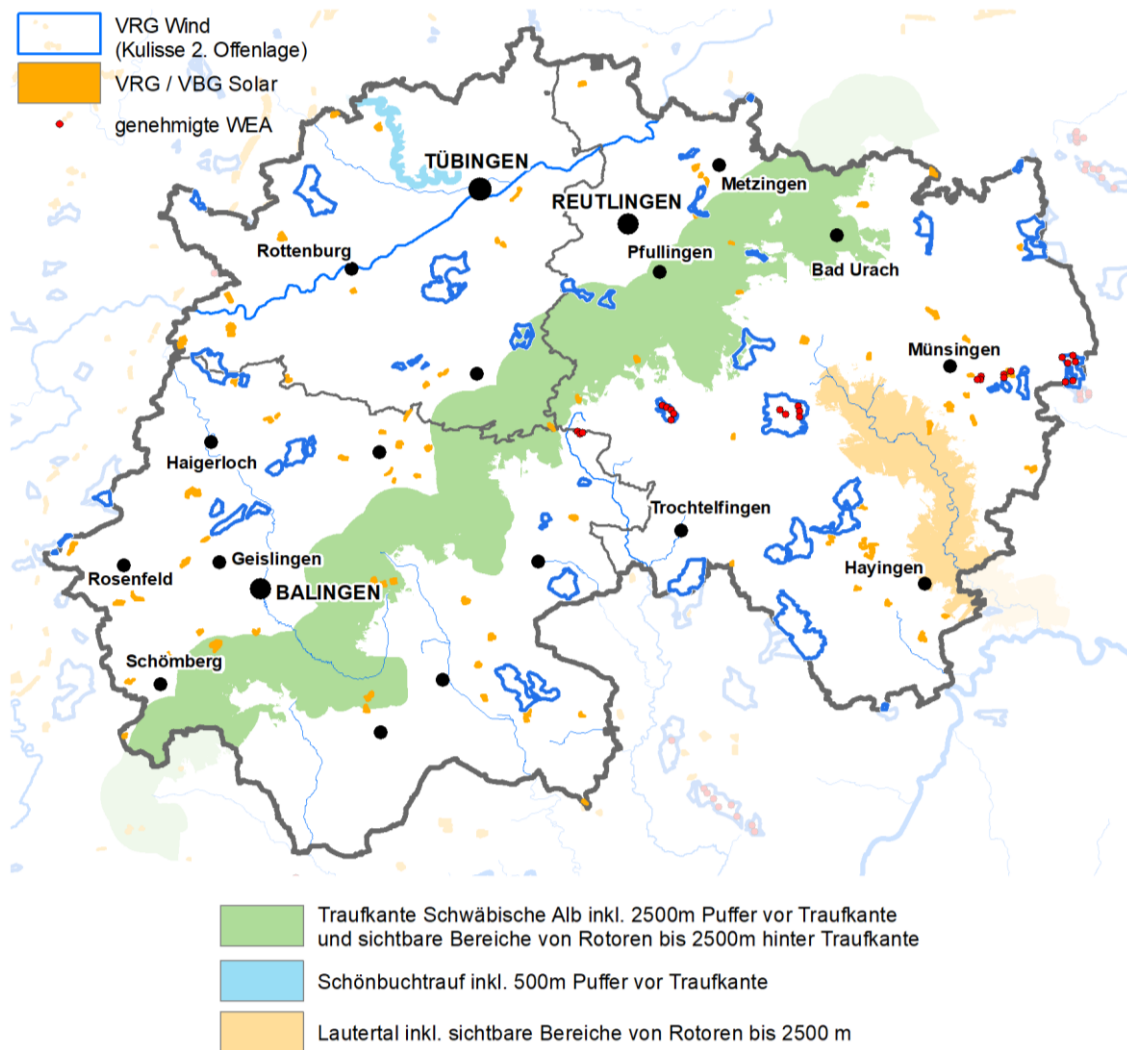 VRG Wind
(Kulisse 2. Offenlage)
VRG / VBG Solar
genehmigte WEA
TÜBINGEN
Metzingen
REUTLINGEN
Rottenburg
Pfullingen
Bad Urach
Münsingen
Haigerloch
Trochtelfingen
Geislingen
Rosenfeld
BALINGEN
Hayingen
Schömberg
Traufkante Schwäbische Alb inkl. 2500m Puffer vor Traufkante
und sichtbare Bereiche von Rotoren bis 2500m hinter Traufkante
Schönbuchtrauf inkl. 500m Puffer vor Traufkante
Lautertal inkl. sichtbare Bereiche von Rotoren bis 2500 m